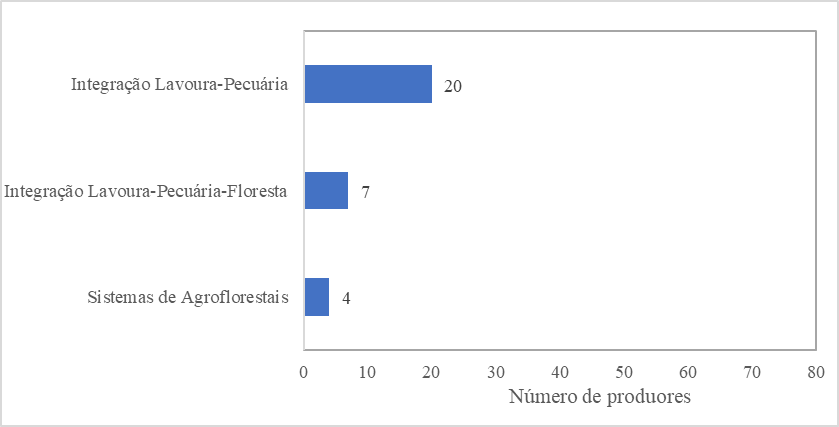 Integração Lavoura-Pecuária
20
Integração Lavoura-Pecuária-Floresta
7
Sistemas de Agroflorestais
4
0 10 20 30 40 50 60 70 80
Número de produores